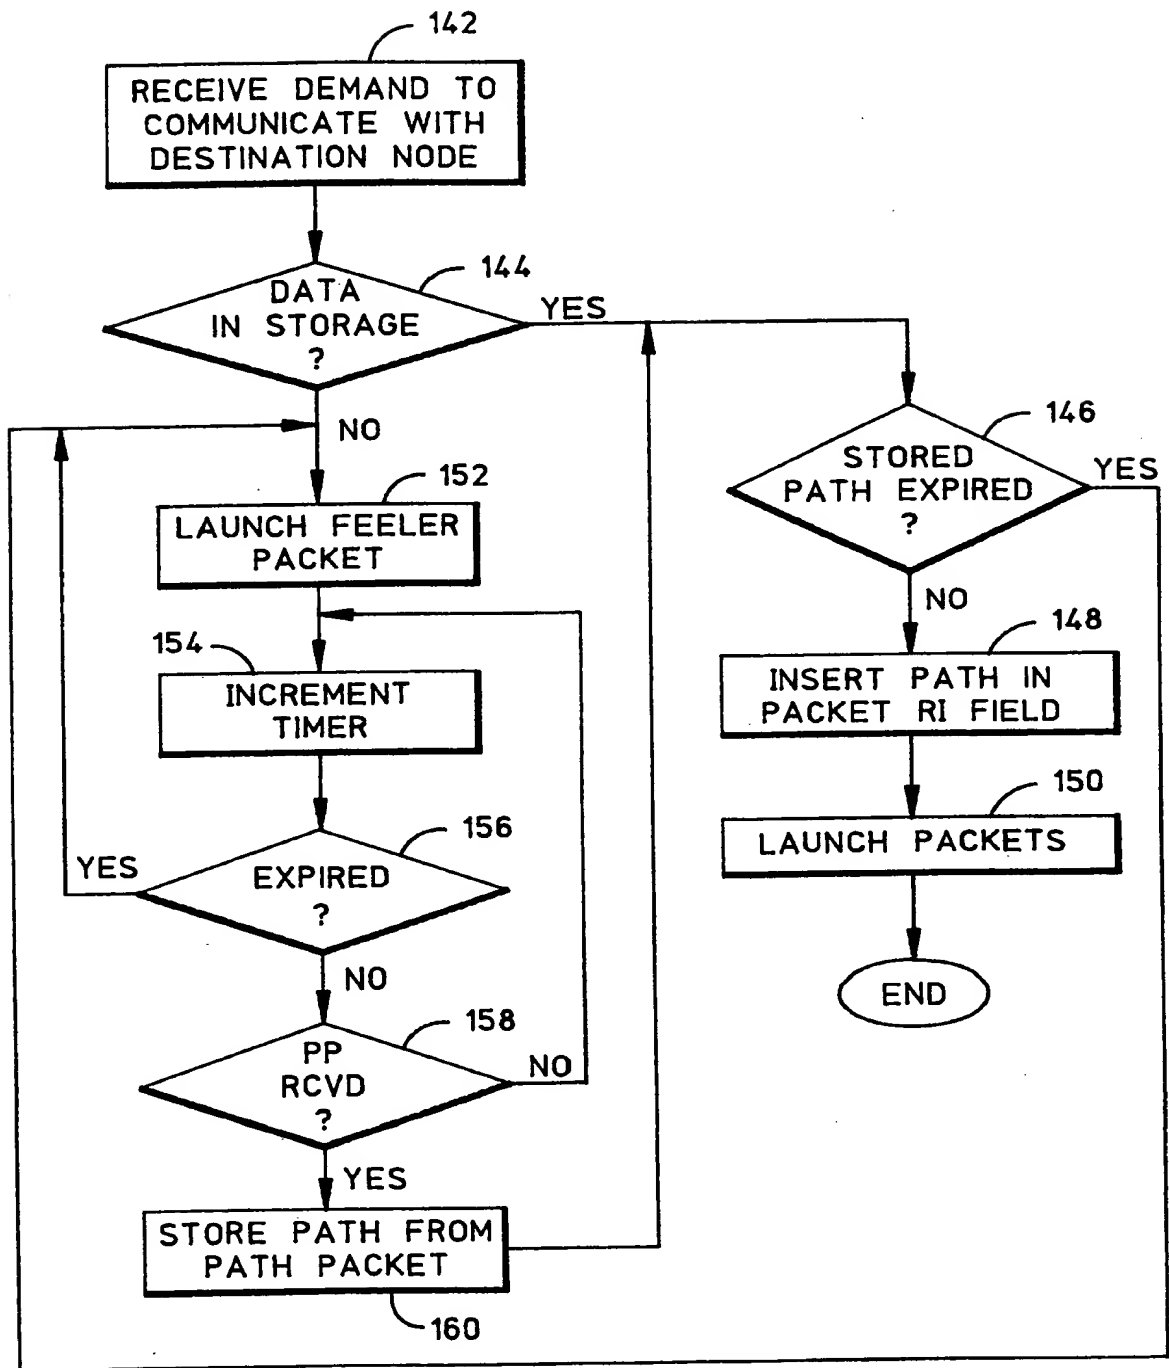 142
RECEIVE DEMAND TO
COMMUNICATE WITH
DESTINATION NODE
144
DATA
IN STORAGE
?
YES
NO
146
STORED
PATH EXPIRED
?
YES
NO
152
LAUNCH FEELER
PACKET
154
INCREMENT
TIMER
148
INSERT PATH IN
PACKET RI FIELD
150
LAUNCH PACKETS
END
156
EXPIRED
?
YES
NO
158
PP
RCVD
?
NO
YES
STORE PATH FROM
PATH PACKET
160